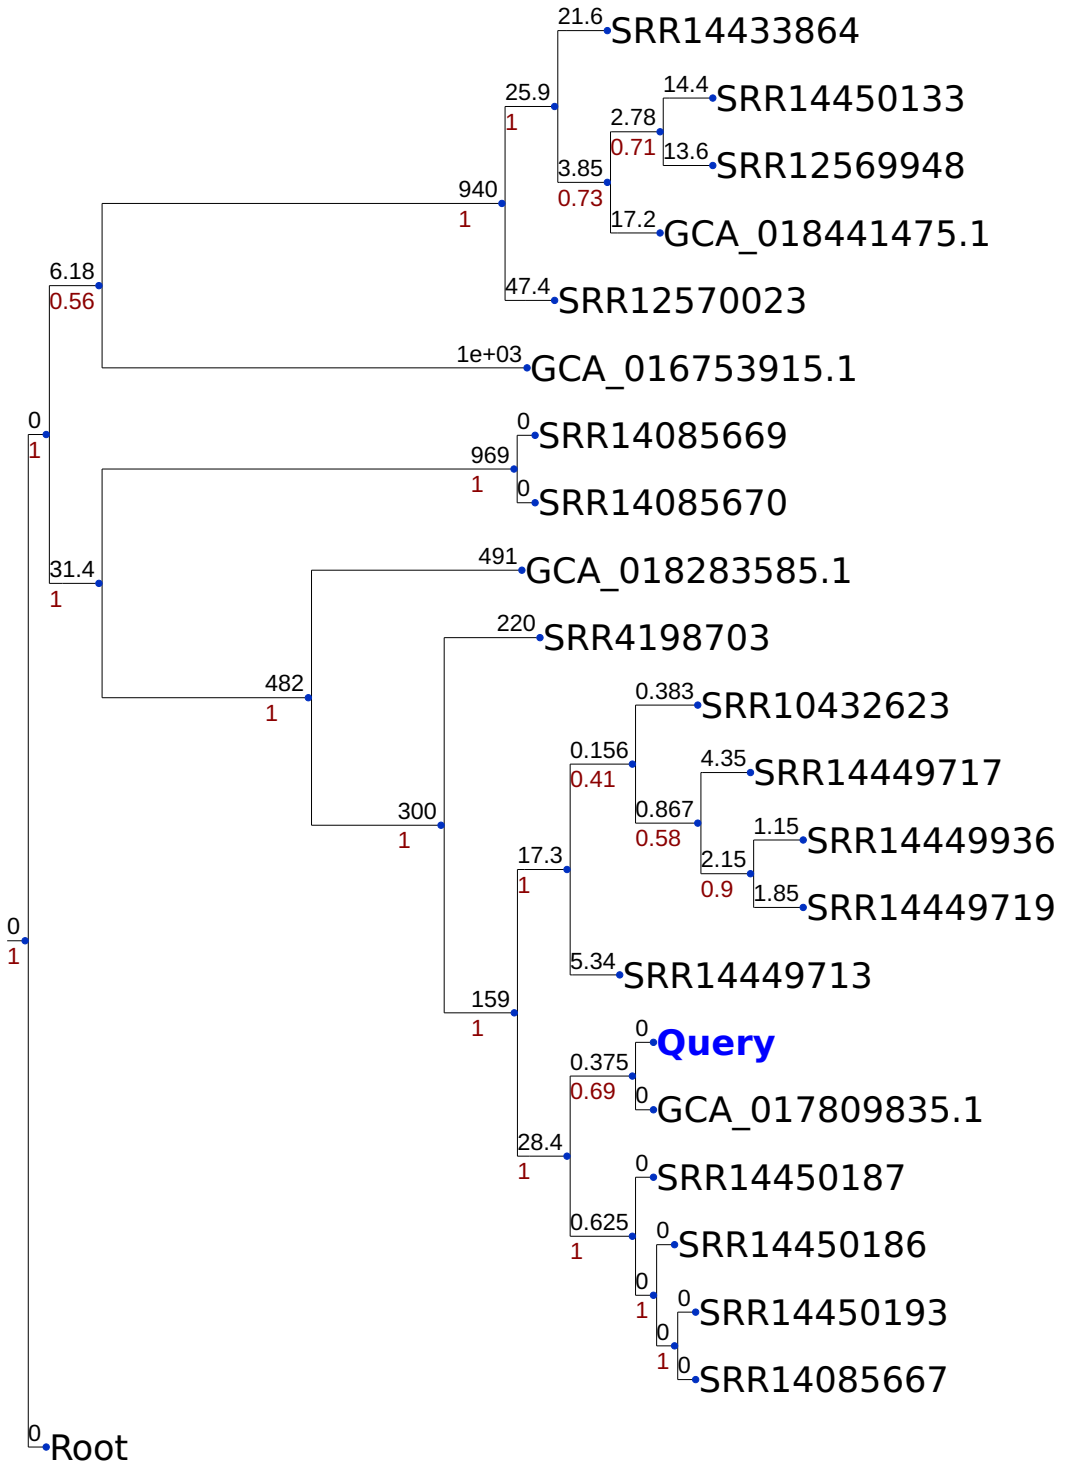 21.6
SRR14433864
14.4
25.9
SRR14450133
1
2.78
0.71
13.6
SRR12569948
3.85
0.73
940
17.2
1
GCA_018441475.1
6.18
47.4
0.56
SRR12570023
1e+03
GCA_016753915.1
0
0
1
SRR14085669
969
1
0
SRR14085670
491
31.4
GCA_018283585.1
1
220
SRR4198703
482
0.383
1
SRR10432623
0.156
4.35
0.41
SRR14449717
300
0.867
1
0.58
1.15
SRR14449936
17.3
2.15
1
0.9
1.85
SRR14449719
0
1
5.34
SRR14449713
159
1
0
Query
0.375
0.69
0
GCA_017809835.1
28.4
1
0
SRR14450187
0.625
1
0
SRR14450186
0
1
0
SRR14450193
0
1
0
SRR14085667
0
Root